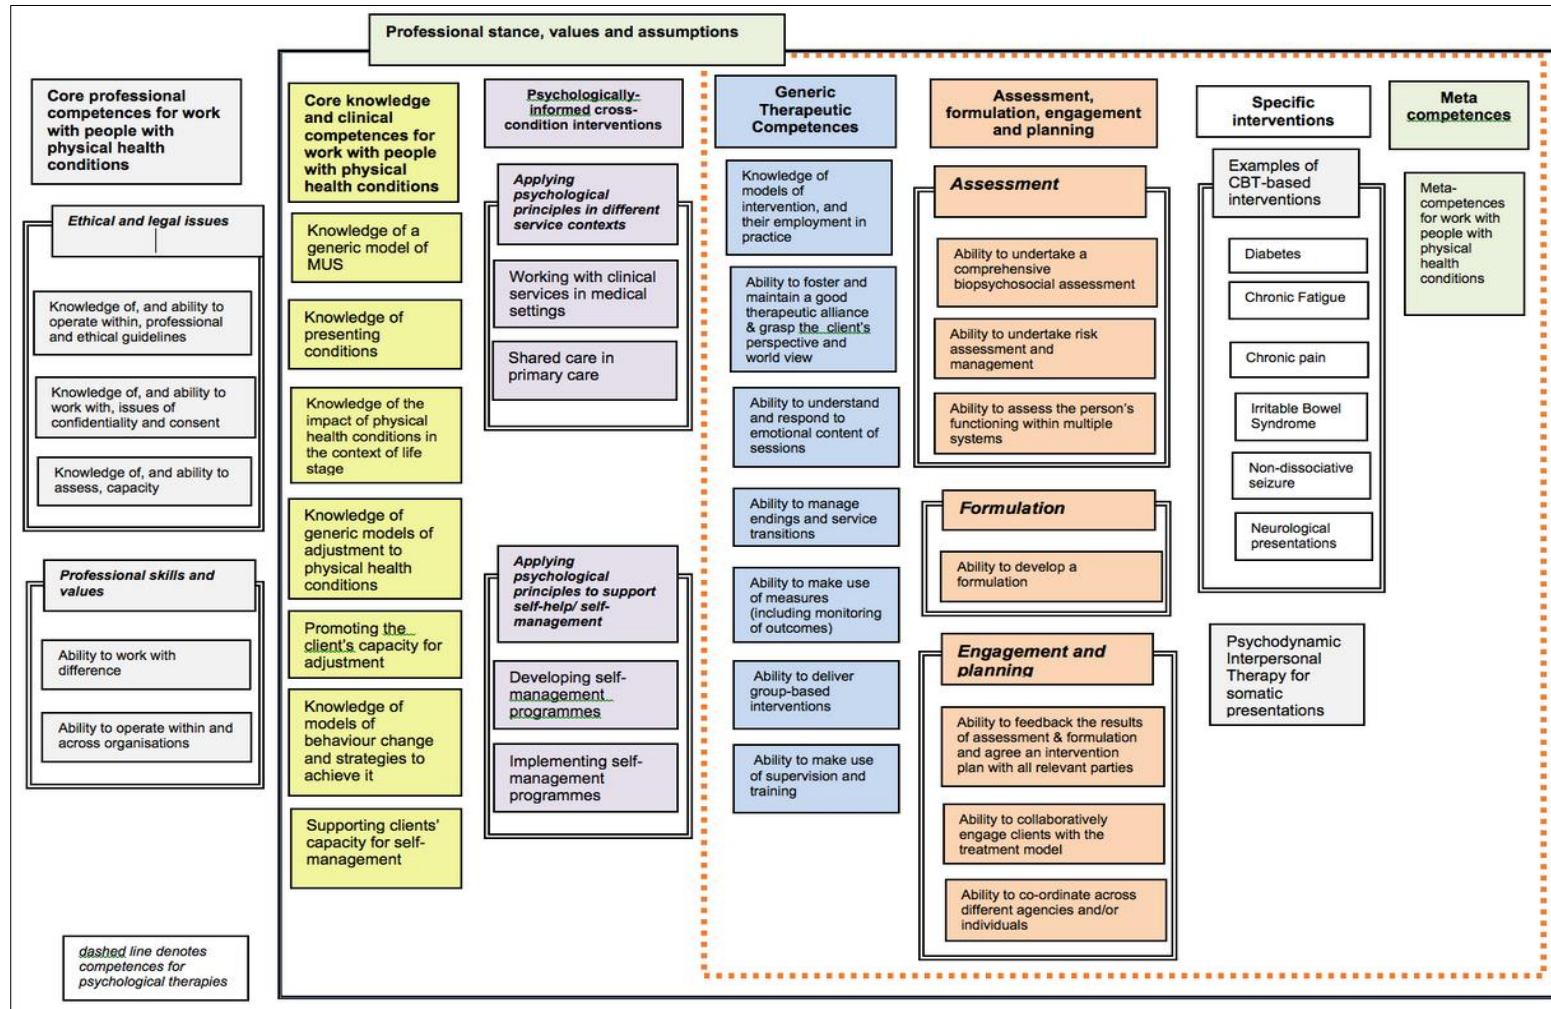 Professional stance, values and assumptions
Core professional
competences for work
with people with
physical health
conditions
Ethical and legal issues
Knowledge of, and ability to
operate within, professional
and ethical guidelines
Knowledge of, and ability to
work with, issues of
confidentiality and consent
Knowledge of, and ability to
assess, capacity
Professional skills and
values
Ability to work with
difference
Ability to operate within and
across organisations
dashed line denotes
competences for
psychological therapies
Core knowledge
and clinical
competences for
work with people
with physical
health conditions
Knowledge of a
generic model of
MUS
Knowledge of
presenting
conditions
Knowledge of the
impact of physical
health conditions in
the context of life
stage
Knowledge of
generic models of
adjustment to
physical health
conditions
Promoting the
client's capacity for
adjustment
Knowledge of
models of
behaviour change
and strategies to
achieve it
Supporting clients'
capacity for self-
management
Psychologically-
informed cross-
condition interventions
Applying
psychological
principles in different
service contexts
Working with clinical
services in medical
settings
Shared care in
primary care
Applying
psychological
principles to support
self-help/ self-
management
Developing self-
management
programmes
Implementing self-
management
programmes
Generic
Therapeutic
Competences
Knowledge of
models of
intervention, and
their employment in
practice
Ability to foster and
maintain a good
therapeutic alliance
& grasp the client's
perspective and
world view
Ability to understand
and respond to
emotional content of
sessions
Ability to manage
endings and service
transitions
Ability to make use
of measures
(including monitoring
of outcomes)
Ability to deliver
group-based
interventions
Ability to make use
of supervision and
training
Assessment,
formulation, engagement
and planning
Assessment
Ability to undertake a
comprehensive
biopsychosocial assessment
Ability to undertake risk
assessment and
management
Ability to assess the person's
functioning within multiple
systems
Formulation
Ability to develop a
formulation
Engagement and
planning
Ability to feedback the results
of assessment & formulation
and agree an intervention
plan with all relevant parties
Ability to collaboratively
engage clients with the
treatment model
Ability to co-ordinate across
different agencies and/or
individuals
Specific
interventions
Examples of
CBT-based
interventions
Diabetes
Chronic Fatigue
Chronic pain
Irritable Bowel
Syndrome
Non-dissociative
seizure
Neurological
presentations
Psychodynamic
Interpersonal
Therapy for
somatic
presentations
Meta
competences
Meta-
competences
for work with
people with
physical
health
conditions